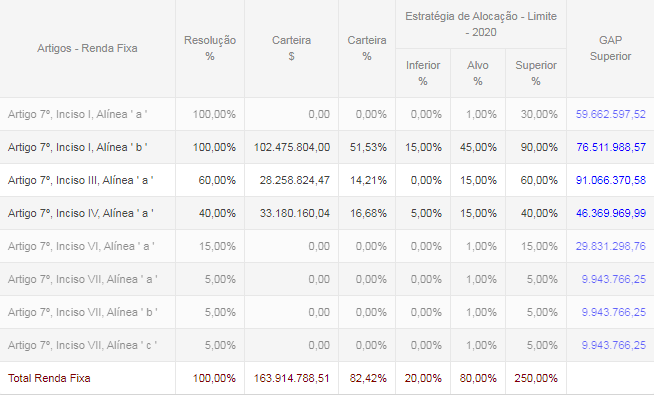 Artigos - Renda Fixa Resolução % Carteira $ Carteira % Estratégia de Alocação - Limite - 2020 GAP Superior
Inferior % Alvo % Superior %
Artigo 7º, Inciso I, Alínea ' a ' 100,00% 0,00 0,00% 0,00% 1,00% 30,00% 59.662.597,52
Artigo 7º, Inciso I, Alínea ' b ' 100,00% 102.475.804,00 51,53% 15,00% 45,00% 90,00% 76.511.988,57
Artigo 7º, Inciso III, Alínea ' a ' 60,00% 28.258.824,47 14,21% 0,00% 15,00% 60,00% 91.066.370,58
Artigo 7º, Inciso IV, Alínea ' a ' 40,00% 33.180.160,04 16,68% 5,00% 15,00% 40,00% 46.369.969,99
Artigo 7º, Inciso VI, Alínea ' a ' 15,00% 0,00 0,00% 0,00% 1,00% 15,00% 29.831.298,76
Artigo 7º, Inciso VII, Alínea ' a ' 5,00% 0,00 0,00% 0,00% 1,00% 5,00% 9.943.766,25
Artigo 7º, Inciso VII, Alínea ' b ' 5,00% 0,00 0,00% 0,00% 1,00% 5,00% 9.943.766,25
Artigo 7º, Inciso VII, Alínea ' c ' 5,00% 0,00 0,00% 0,00% 1,00% 5,00% 9.943.766,25
Total Renda Fixa 100,00% 163.914.788,51 82,42% 20,00% 80,00% 250,00%